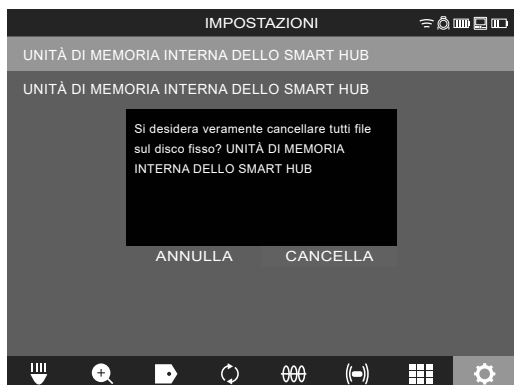 IMPOSTAZIONI
UNITÀ DI MEMORIA INTERNA DELLO SMART HUB
UNITÀ DI MEMORIA INTERNA DELLO SMART HUB
Si desidera veramente cancellare tutti file
sul disco fisso? UNITÀ DI MEMORIA
INTERNA DELLO SMART HUB
ANNULLA CANCELLA